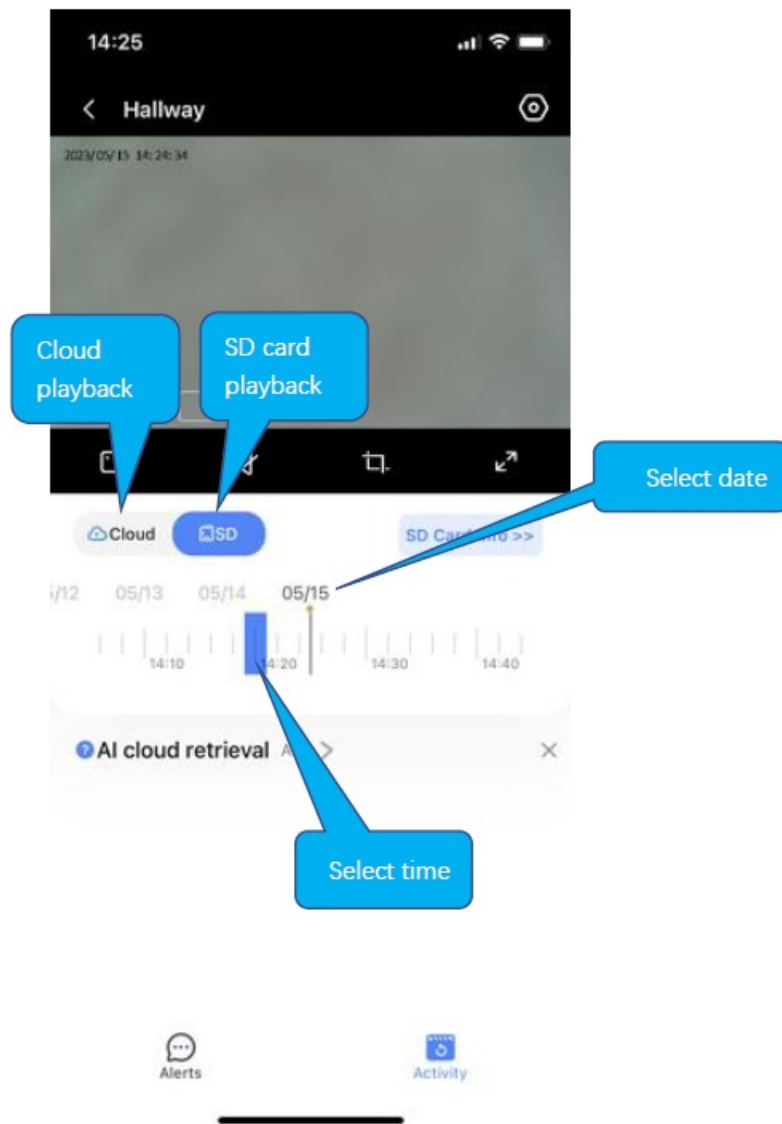 14:25
Hallway
2023/05/15 14:24:34
Cloud
playback
SD card
playback
Select date
Cloud
SD
SD Card >>
/12 05/13 05/14 05/15
14:10 14:20 14:30 14:40
AI cloud retrieval
Select time
Alerts
Activity